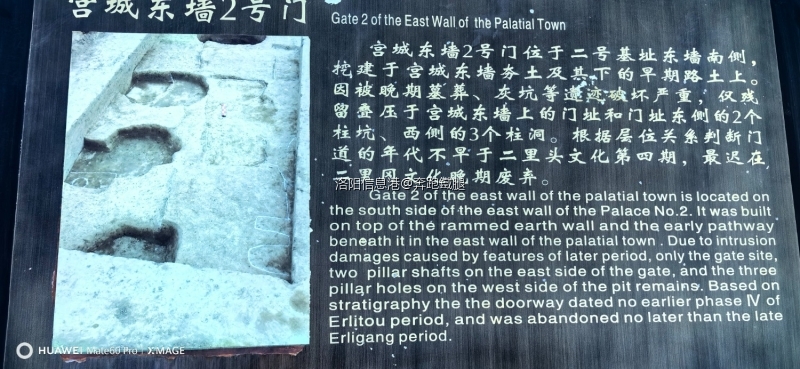 宫城东墙2号门
Gate 2 of the East Wall of the Palatial Town
宫城东墙2号门位于二号基址东墙南侧，
挖建于宫城东墙夯土及其下的早期路土上。
因被晚期墓葬、灰坑等遗迹破坏严重，仅残
留叠压于宫城东墙上的门址和门址东侧的2个
柱坑、西侧的3个柱洞。根据层位关系判断门
道的年代不早于二里头文化第四期，最迟在
二里冈文化晚期废弃。
洛阳信息港@奔跑
Gate 2 of the east wall of the palatial town is located on
the south side of the east wall of the Palace No.2. It was built
on top of the rammed earth wall and the early pathway
beneath it in the east wall of the palatial town . Due to intrusion
damages caused by features of later period, only the gate site,
two pillar shafts on the east side of the gate, and the three
pillar holes on the west side of the pit remains. Based on
stratigraphy the the doorway dated no earlier phase Ⅳ of
Erlitou period, and was abandoned no later than the late
Erligang period.
HUAWEI Mate60 Pro | XMAGE